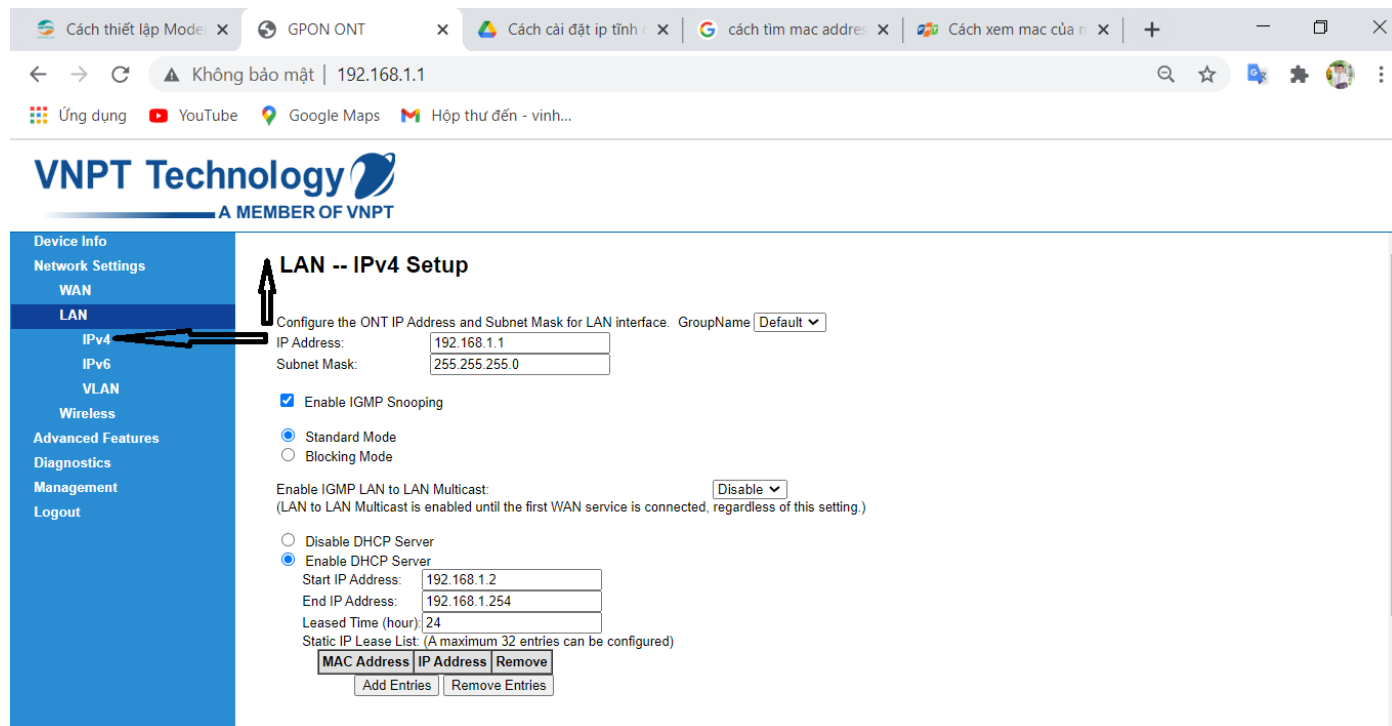 Cách thiết lập Mode
GPON ONT
Cách cài đặt ip tĩnh
cách tìm mac addres
Cách xem mac của
Không bảo mật
192.168.1.1
Ứng dụng
YouTube
Google Maps
Hộp thư đến - vinh...
VNPT Technology
A MEMBER OF VNPT
Device Info
Network Settings
WAN
LAN
IPv4
IPv6
VLAN
Wireless
Advanced Features
Diagnostics
Management
Logout
LAN -- IPv4 Setup
Configure the ONT IP Address and Subnet Mask for LAN interface. GroupName Default
IP Address: 192.168.1.1
Subnet Mask: 255.255.255.0
Enable IGMP Snooping
Standard Mode
Blocking Mode
Enable IGMP LAN to LAN Multicast: Disable
(LAN to LAN Multicast is enabled until the first WAN service is connected, regardless of this setting.)
Disable DHCP Server
Enable DHCP Server
Start IP Address: 192.168.1.2
End IP Address: 192.168.1.254
Leased Time (hour): 24
Static IP Lease List: (A maximum 32 entries can be configured)
MAC Address IP Address Remove
Add Entries Remove Entries